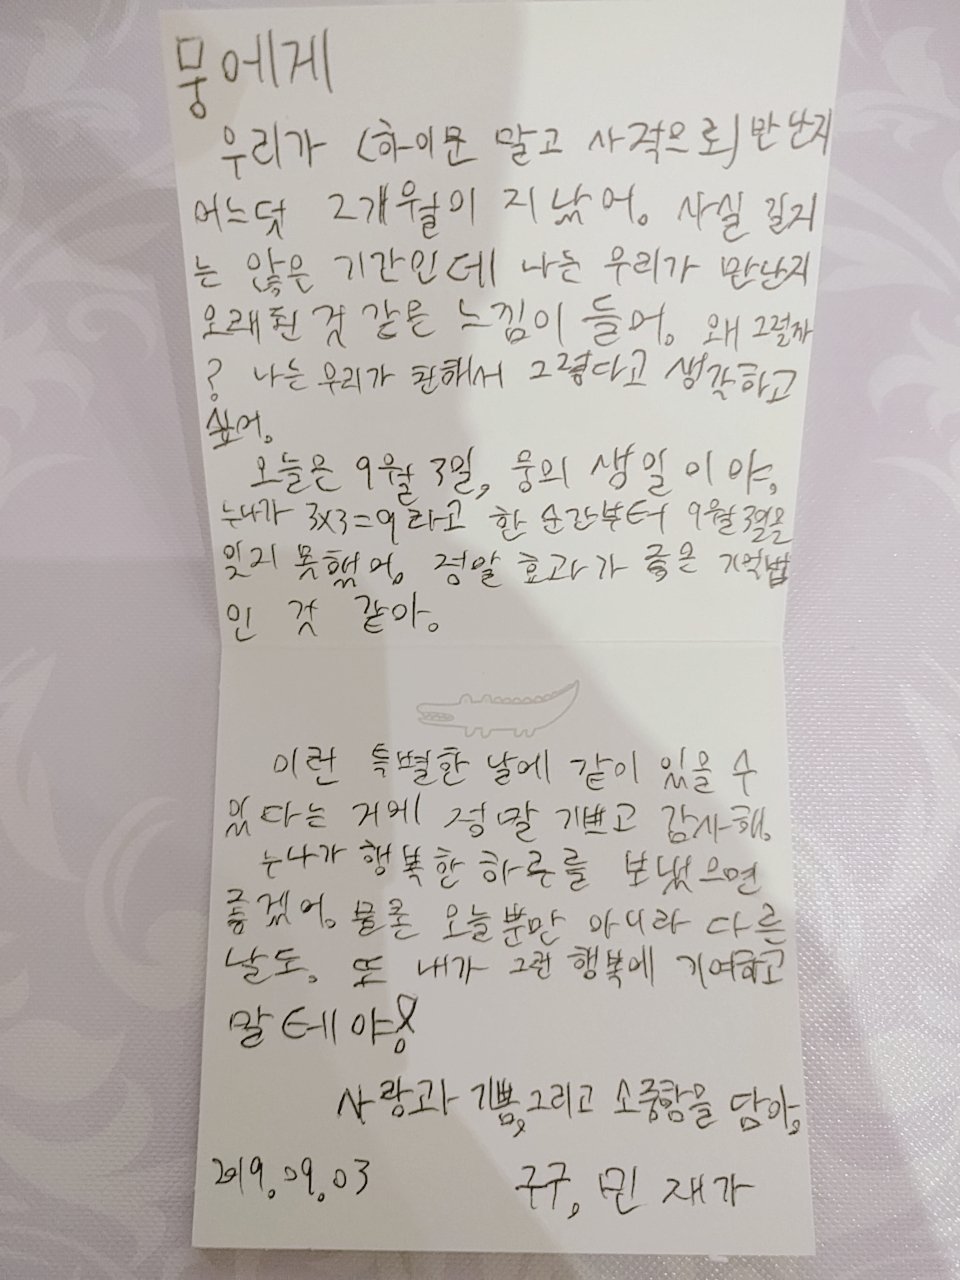 뭉에게
우리가 (하이문 말고 사적으로) 만난지
어느덧 2개월이 지났어. 사실 길지
는 않은 기간인데 나는 우리가 만난지
오래된 것 같은 느낌이 들어. 왜 그럴까
? 나는 우리가 친해서 그렇다고 생각하고
싶어.
오늘은 9월 3일, 뭉의 생일이야,
누나가 3x3=9라고 한 순간부터 9월 3일을
잊지 못했어. 정말 효과가 좋은 기억법
인 것 같아.
이런 특별한 날에 같이 있을 수
있다는 거에 정말 기쁘고 감사해.
누나가 행복한 하루를 보냈으면
좋겠어. 물론 오늘뿐만 아니라 다른
날도. 또 내가 그런 행복에 기여하고
말테야
사랑과 기쁨, 그리고 소중함을 담아,
2019.09.03
구구, 민재가